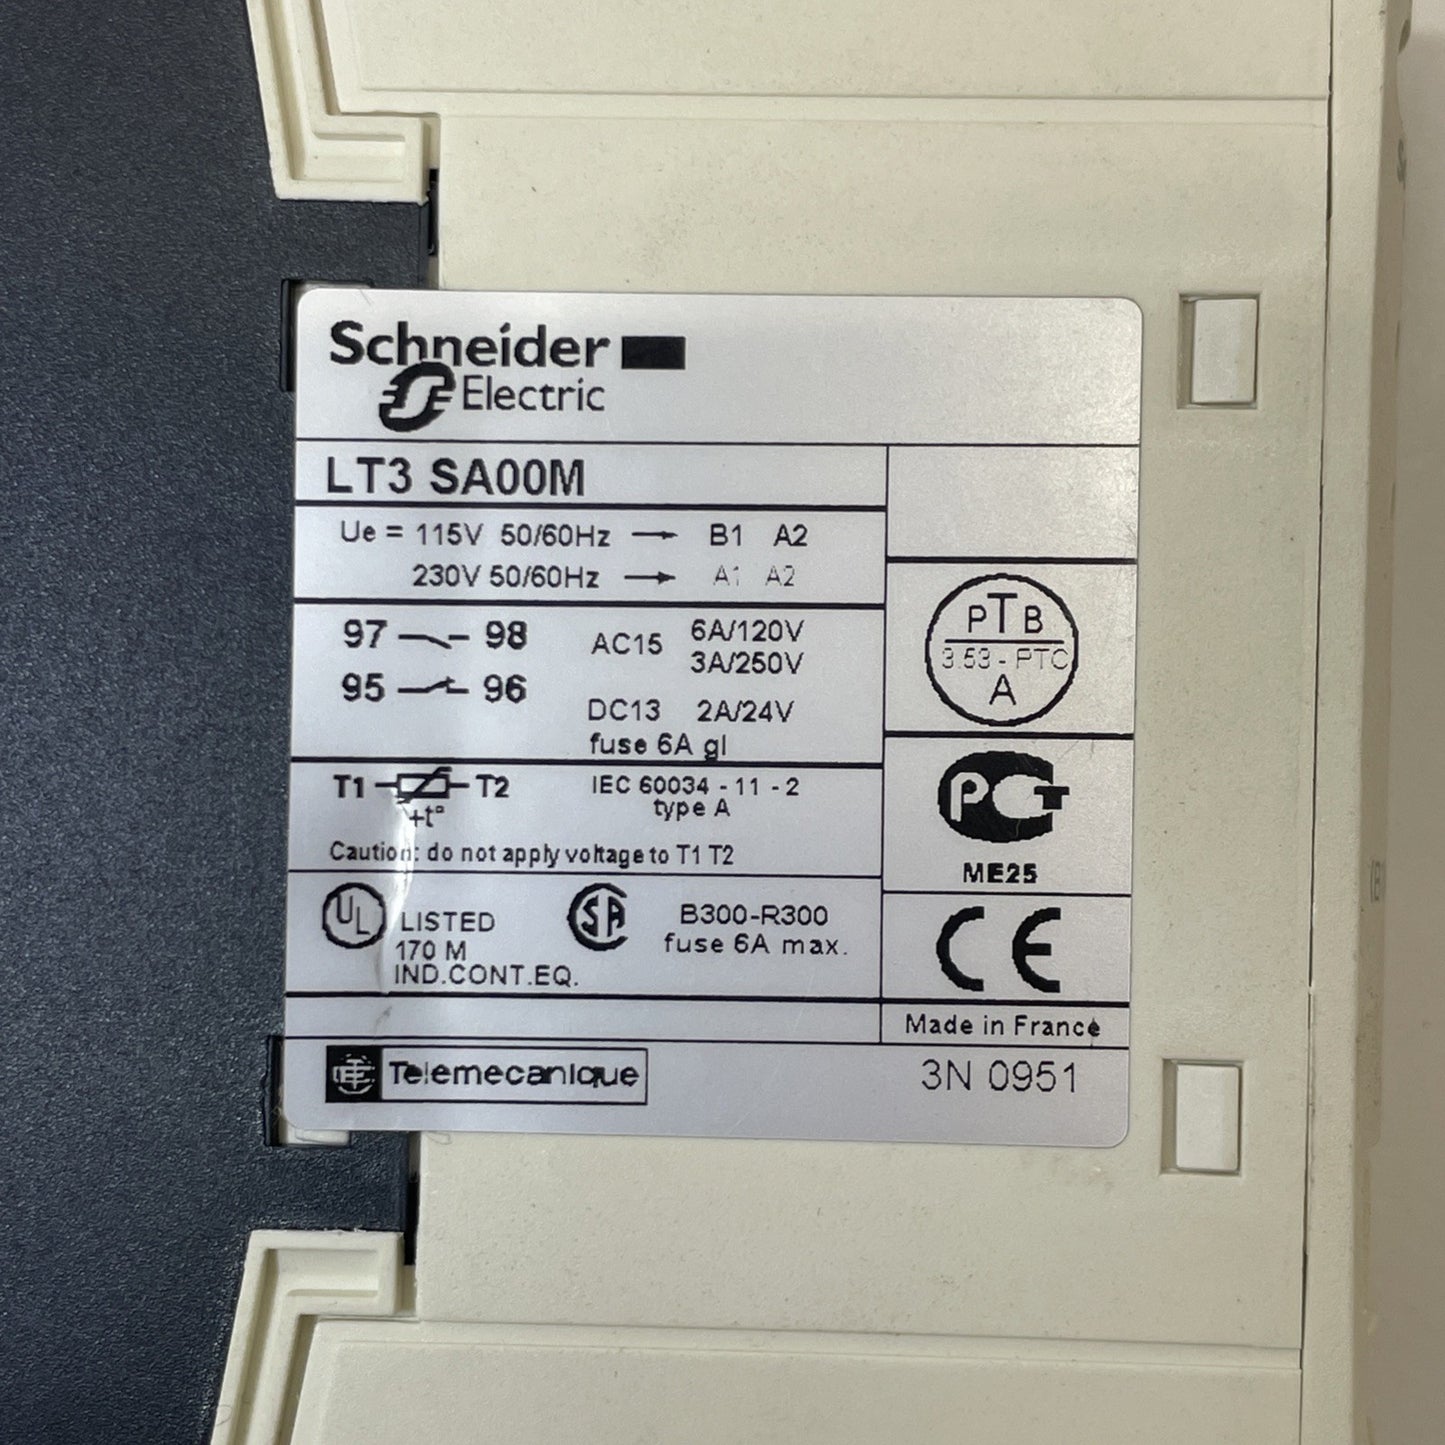 Schneider
Electric
LT3 SA00M
Ue = 115V 50/60Hz → B1 A2
230V 50/60Hz → A1 A2
97 98 AC15 6A/120V
3A/250V
95 96
DC13 2A/24V
fuse 6A gl
T1 T2 IEC 60034 - 11 - 2
+t° type A
Caution: do not apply voltage to T1 T2
UL LISTED
170 M
IND.CONT.EQ.
SA B300-R300
fuse 6A max.
PTB
3.53 - PTC
A
PCT
ME25
CE
Made in France
Telemecanique
3N 0951